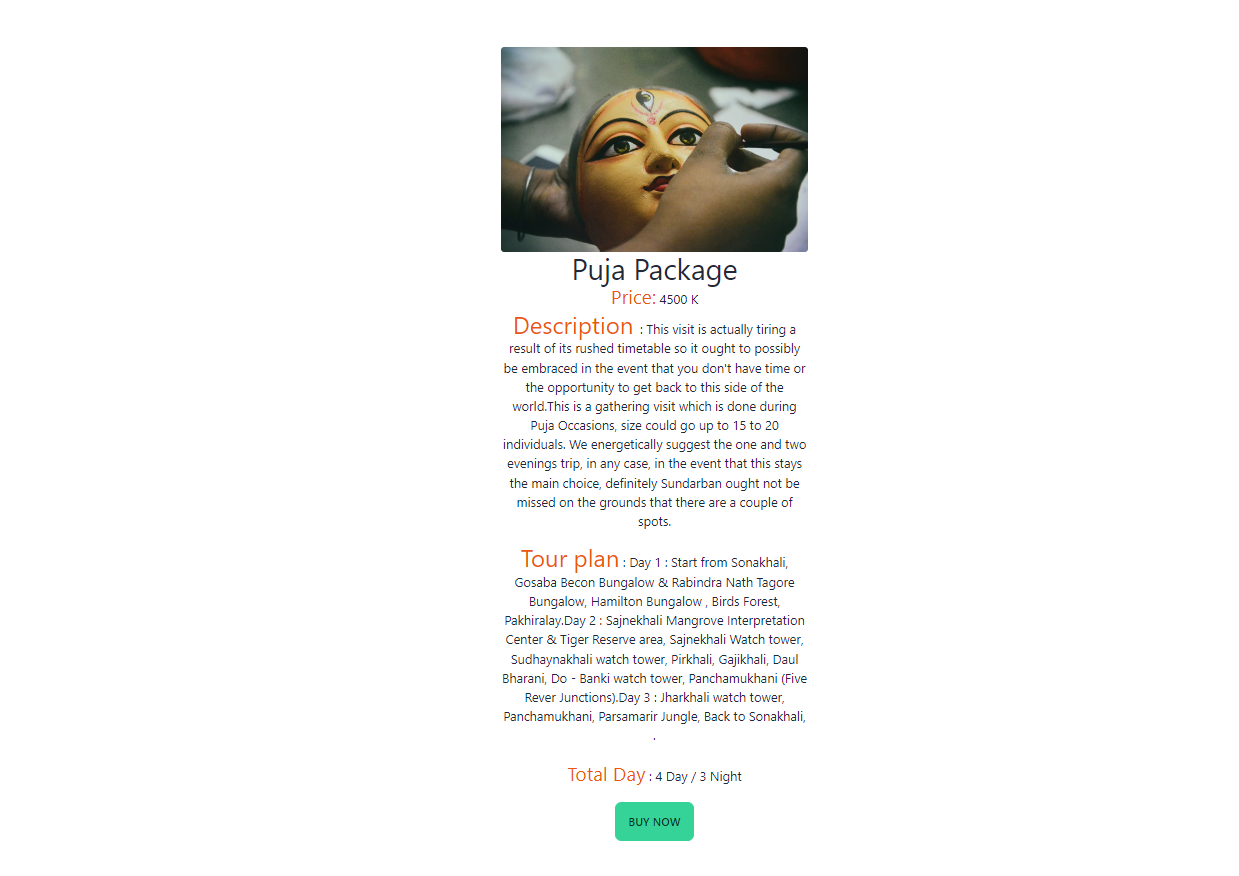 Puja Package
Price: 4500 K
Description : This visit is actually tiring a
result of its rushed timetable so it ought to possibly
be embraced in the event that you don't have time or
the opportunity to get back to this side of the
world.This is a gathering visit which is done during
Puja Occasions, size could go up to 15 to 20
individuals. We energetically suggest the one and two
evenings trip, in any case, in the event that this stays
the main choice, definitely Sundarban ought not be
missed on the grounds that there are a couple of
spots.
Tour plan : Day 1 : Start from Sonakhali,
Gosaba Becon Bungalow & Rabindra Nath Tagore
Bungalow, Hamilton Bungalow , Birds Forest,
Pakhiralay.Day 2 : Sajnekhali Mangrove Interpretation
Center & Tiger Reserve area, Sajnekhali Watch tower,
Sudhaynakhali watch tower, Pirkhali, Gajikhali, Daul
Bharani, Do - Banki watch tower, Panchamukhani (Five
Rever Junctions).Day 3 : Jharkhali watch tower,
Panchamukhani, Parsamarir Jungle, Back to Sonakhali,
.
Total Day : 4 Day / 3 Night
BUY NOW